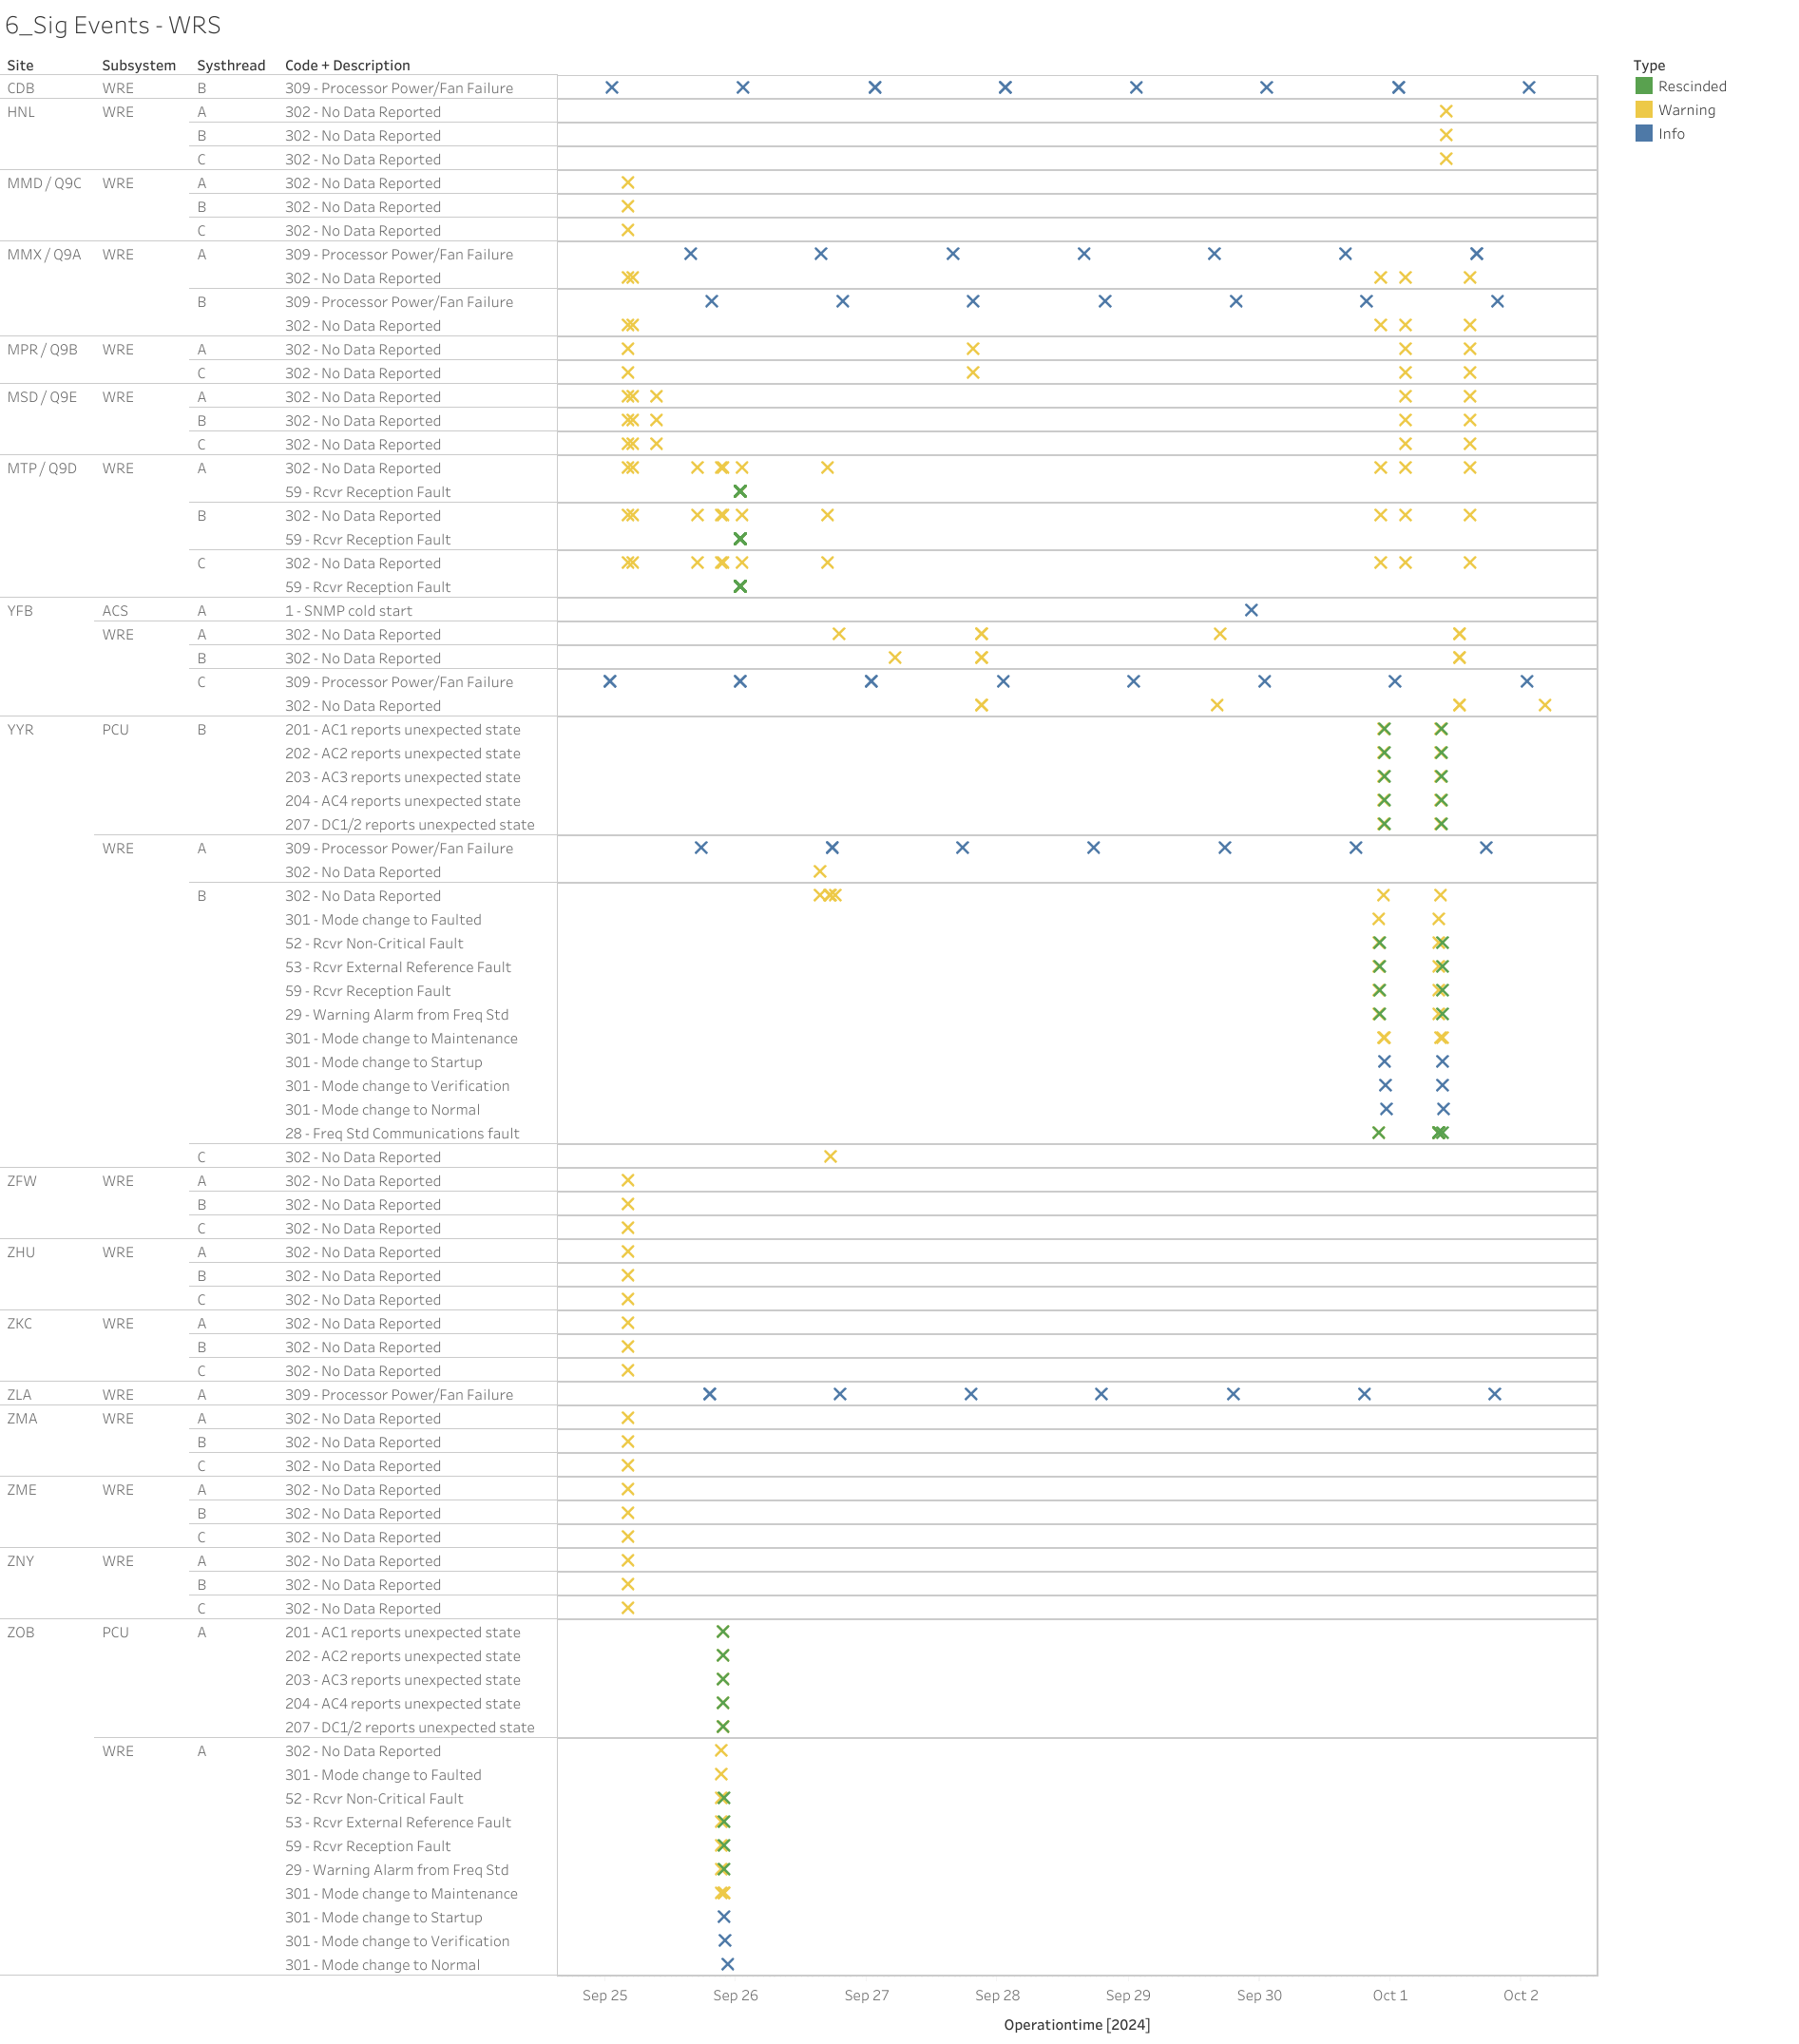 6_Sig Events - WRS
Site Subsystem Systhread Code + Description
Type
Rescinded
Warning
Info
CDB WRE B 309 - Processor Power/Fan Failure
HNL WRE A 302 - No Data Reported
B 302 - No Data Reported
C 302 - No Data Reported
MMD / Q9C WRE A 302 - No Data Reported
B 302 - No Data Reported
C 302 - No Data Reported
MMX / Q9A WRE A 309 - Processor Power/Fan Failure
302 - No Data Reported
B 309 - Processor Power/Fan Failure
302 - No Data Reported
MPR / Q9B WRE A 302 - No Data Reported
C 302 - No Data Reported
MSD / Q9E WRE A 302 - No Data Reported
B 302 - No Data Reported
C 302 - No Data Reported
MTP / Q9D WRE A 302 - No Data Reported
59 - Rcvr Reception Fault
B 302 - No Data Reported
59 - Rcvr Reception Fault
C 302 - No Data Reported
59 - Rcvr Reception Fault
YFB ACS A 1 - SNMP cold start
WRE A 302 - No Data Reported
B 302 - No Data Reported
C 309 - Processor Power/Fan Failure
302 - No Data Reported
YYR PCU B 201 - AC1 reports unexpected state
202 - AC2 reports unexpected state
203 - AC3 reports unexpected state
204 - AC4 reports unexpected state
207 - DC1/2 reports unexpected state
WRE A 309 - Processor Power/Fan Failure
302 - No Data Reported
B 302 - No Data Reported
301 - Mode change to Faulted
52 - Rcvr Non-Critical Fault
53 - Rcvr External Reference Fault
59 - Rcvr Reception Fault
29 - Warning Alarm from Freq Std
301 - Mode change to Maintenance
301 - Mode change to Startup
301 - Mode change to Verification
301 - Mode change to Normal
28 - Freq Std Communications fault
C 302 - No Data Reported
ZFW WRE A 302 - No Data Reported
B 302 - No Data Reported
C 302 - No Data Reported
ZHU WRE A 302 - No Data Reported
B 302 - No Data Reported
C 302 - No Data Reported
ZKC WRE A 302 - No Data Reported
B 302 - No Data Reported
C 302 - No Data Reported
ZLA WRE A 309 - Processor Power/Fan Failure
ZMA WRE A 302 - No Data Reported
B 302 - No Data Reported
C 302 - No Data Reported
ZME WRE A 302 - No Data Reported
B 302 - No Data Reported
C 302 - No Data Reported
ZNY WRE A 302 - No Data Reported
B 302 - No Data Reported
C 302 - No Data Reported
ZOB PCU A 201 - AC1 reports unexpected state
202 - AC2 reports unexpected state
203 - AC3 reports unexpected state
204 - AC4 reports unexpected state
207 - DC1/2 reports unexpected state
WRE A 302 - No Data Reported
301 - Mode change to Faulted
52 - Rcvr Non-Critical Fault
53 - Rcvr External Reference Fault
59 - Rcvr Reception Fault
29 - Warning Alarm from Freq Std
301 - Mode change to Maintenance
301 - Mode change to Startup
301 - Mode change to Verification
301 - Mode change to Normal
Sep 25 Sep 26 Sep 27 Sep 28 Sep 29 Sep 30 Oct 1 Oct 2
Operationtime [2024]